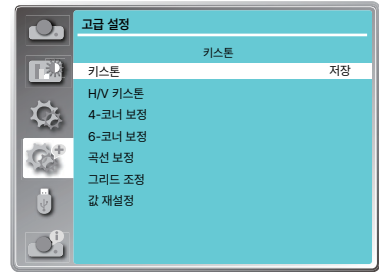 고급 설정
키스톤
키스톤 저장
H/V 키스톤
4-코너 보정
6-코너 보정
곡선 보정
그리드 조정
값 재설정